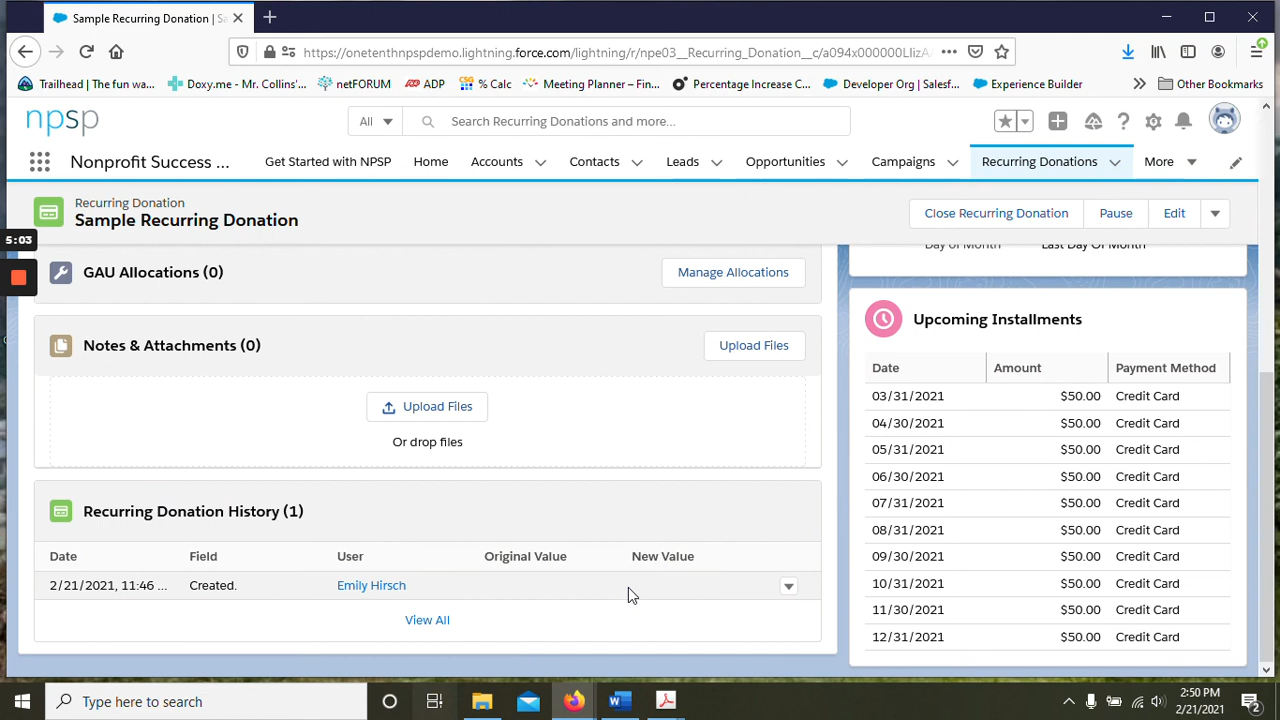 Sample Recurring Donation | Sa
https://onetenthnpspdemo.lightning.force.com/lightning/r/npe03__Recurring_Donation__c/a094x000000LIizA
Trailhead | The fun wa... Doxy.me - Mr. Collins'... netFORUM ADP % Calc Meeting Planner – Fin... Percentage Increase C... Developer Org | Salesf... Experience Builder Other Bookmarks
npsp All Search Recurring Donations and more...
Nonprofit Success ... Get Started with NPSP Home Accounts Contacts Leads Opportunities Campaigns Recurring Donations More
Recurring Donation
Sample Recurring Donation
Close Recurring Donation Pause Edit
5:03
Day of Month Last Day Of Month
GAU Allocations (0) Manage Allocations
Notes & Attachments (0) Upload Files
Upload Files
Or drop files
Recurring Donation History (1)
Date Field User Original Value New Value
2/21/2021, 11:46 ... Created. Emily Hirsch
View All
Upcoming Installments
Date Amount Payment Method
03/31/2021 $50.00 Credit Card
04/30/2021 $50.00 Credit Card
05/31/2021 $50.00 Credit Card
06/30/2021 $50.00 Credit Card
07/31/2021 $50.00 Credit Card
08/31/2021 $50.00 Credit Card
09/30/2021 $50.00 Credit Card
10/31/2021 $50.00 Credit Card
11/30/2021 $50.00 Credit Card
12/31/2021 $50.00 Credit Card
Type here to search
2:50 PM
2/21/2021
2